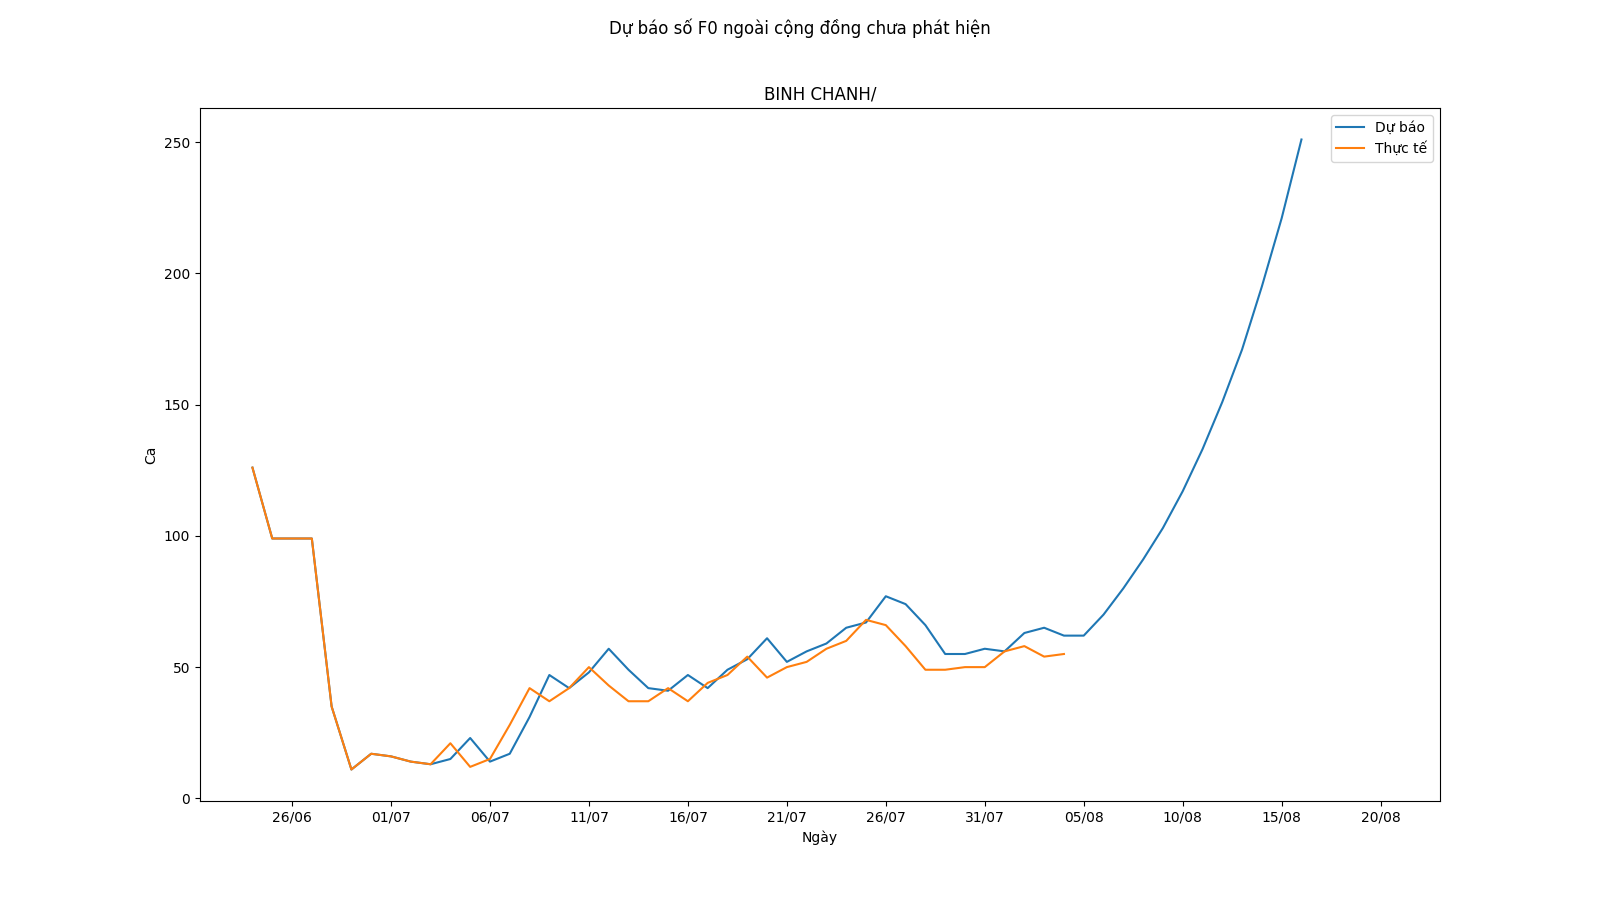 Dự báo số F0 ngoài cộng đồng chưa phát hiện
BINH CHANH/
Dự báo
Thực tế
250
200
150
100
50
0
Ca
26/06 01/07 06/07 11/07 16/07 21/07 26/07 31/07 05/08 10/08 15/08 20/08
Ngày